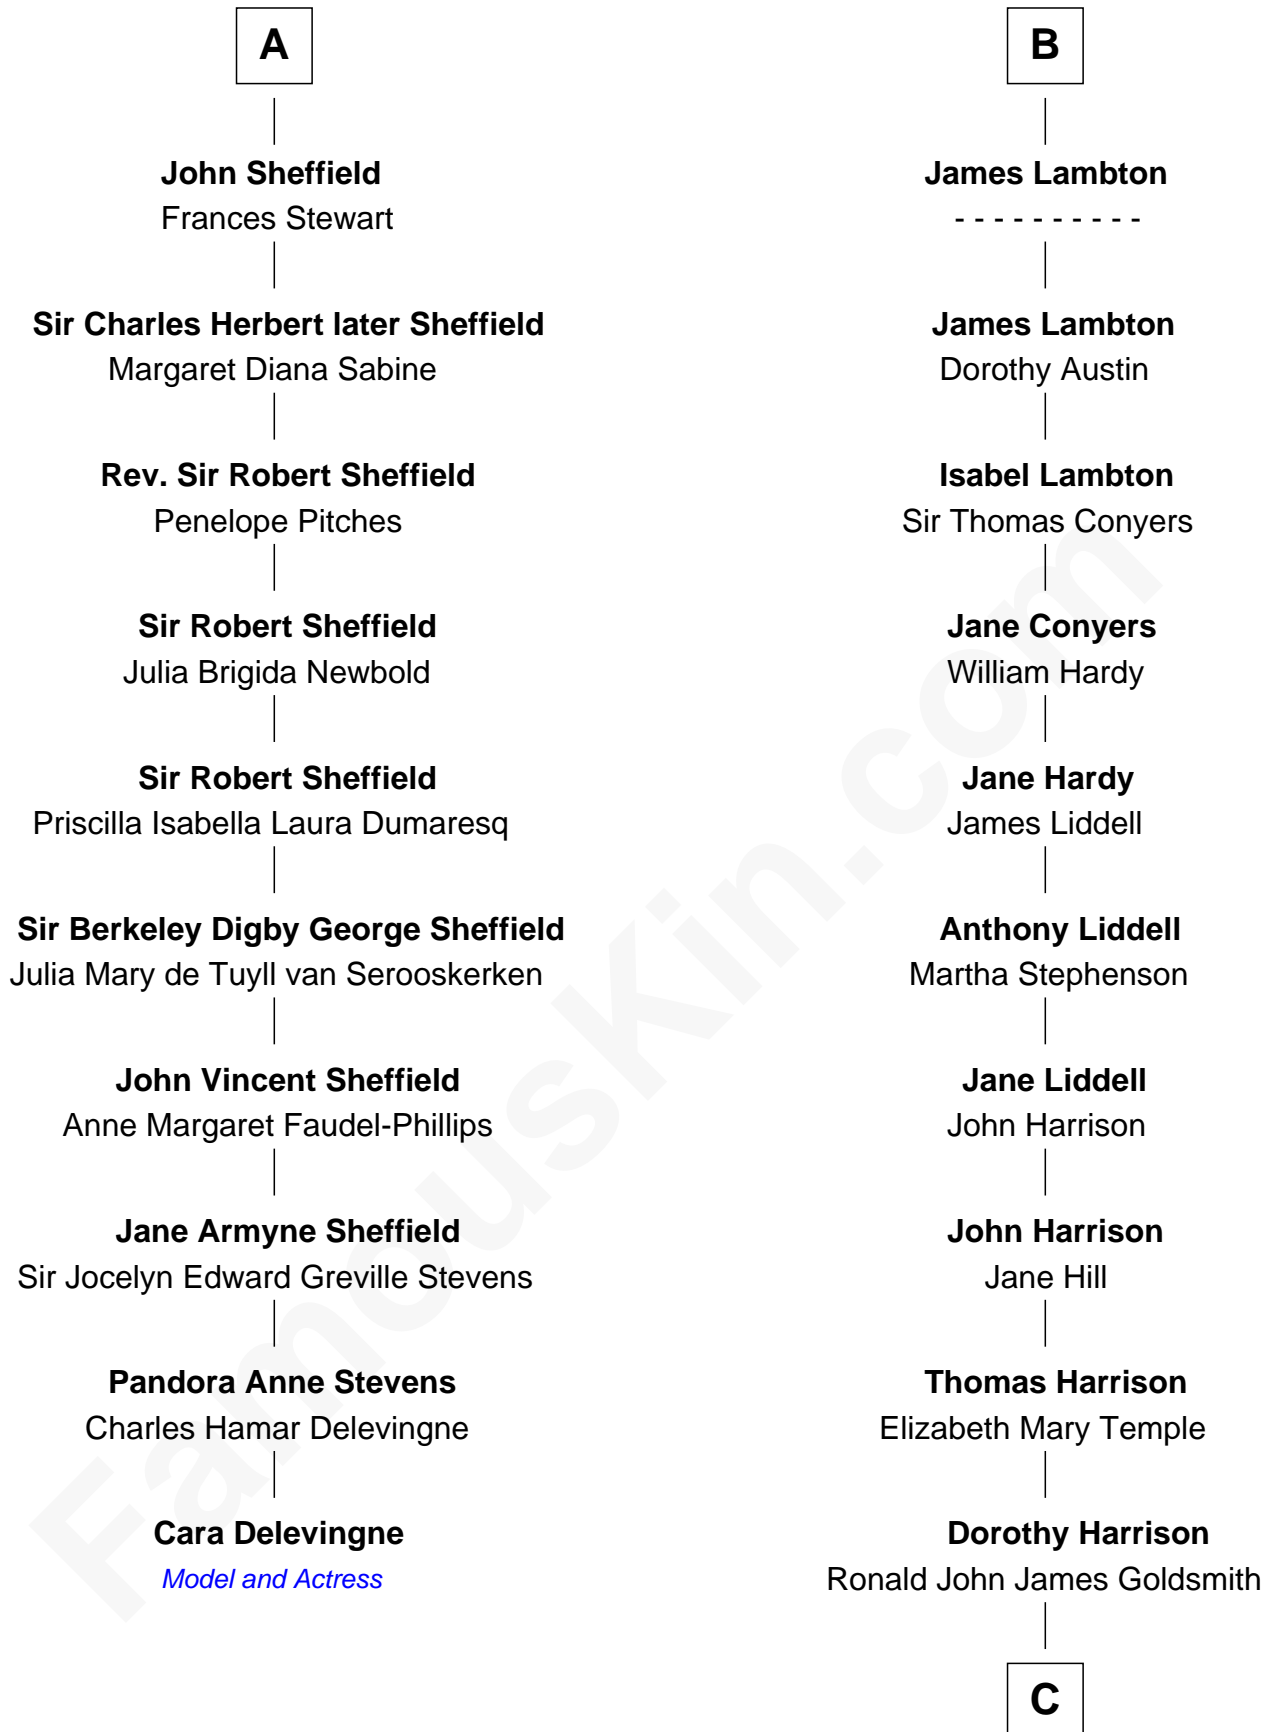 A
John Sheffield
Frances Stewart
Sir Charles Herbert later Sheffield
Margaret Diana Sabine
Rev. Sir Robert Sheffield
Penelope Pitches
Sir Robert Sheffield
Julia Brigida Newbold
Sir Robert Sheffield
Priscilla Isabella Laura Dumaresq
Sir Berkeley Digby George Sheffield
Julia Mary de Tuyll van Serooskerken
John Vincent Sheffield
Anne Margaret Faudel-Phillips
Jane Armyne Sheffield
Sir Jocelyn Edward Greville Stevens
Pandora Anne Stevens
Charles Hamar Delevingne
Cara Delevingne
Model and Actress
B
James Lambton
- - - - - - - - - -
James Lambton
Dorothy Austin
Isabel Lambton
Sir Thomas Conyers
Jane Conyers
William Hardy
Jane Hardy
James Liddell
Anthony Liddell
Martha Stephenson
Jane Liddell
John Harrison
John Harrison
Jane Hill
Thomas Harrison
Elizabeth Mary Temple
Dorothy Harrison
Ronald John James Goldsmith
C
FamousKin.com